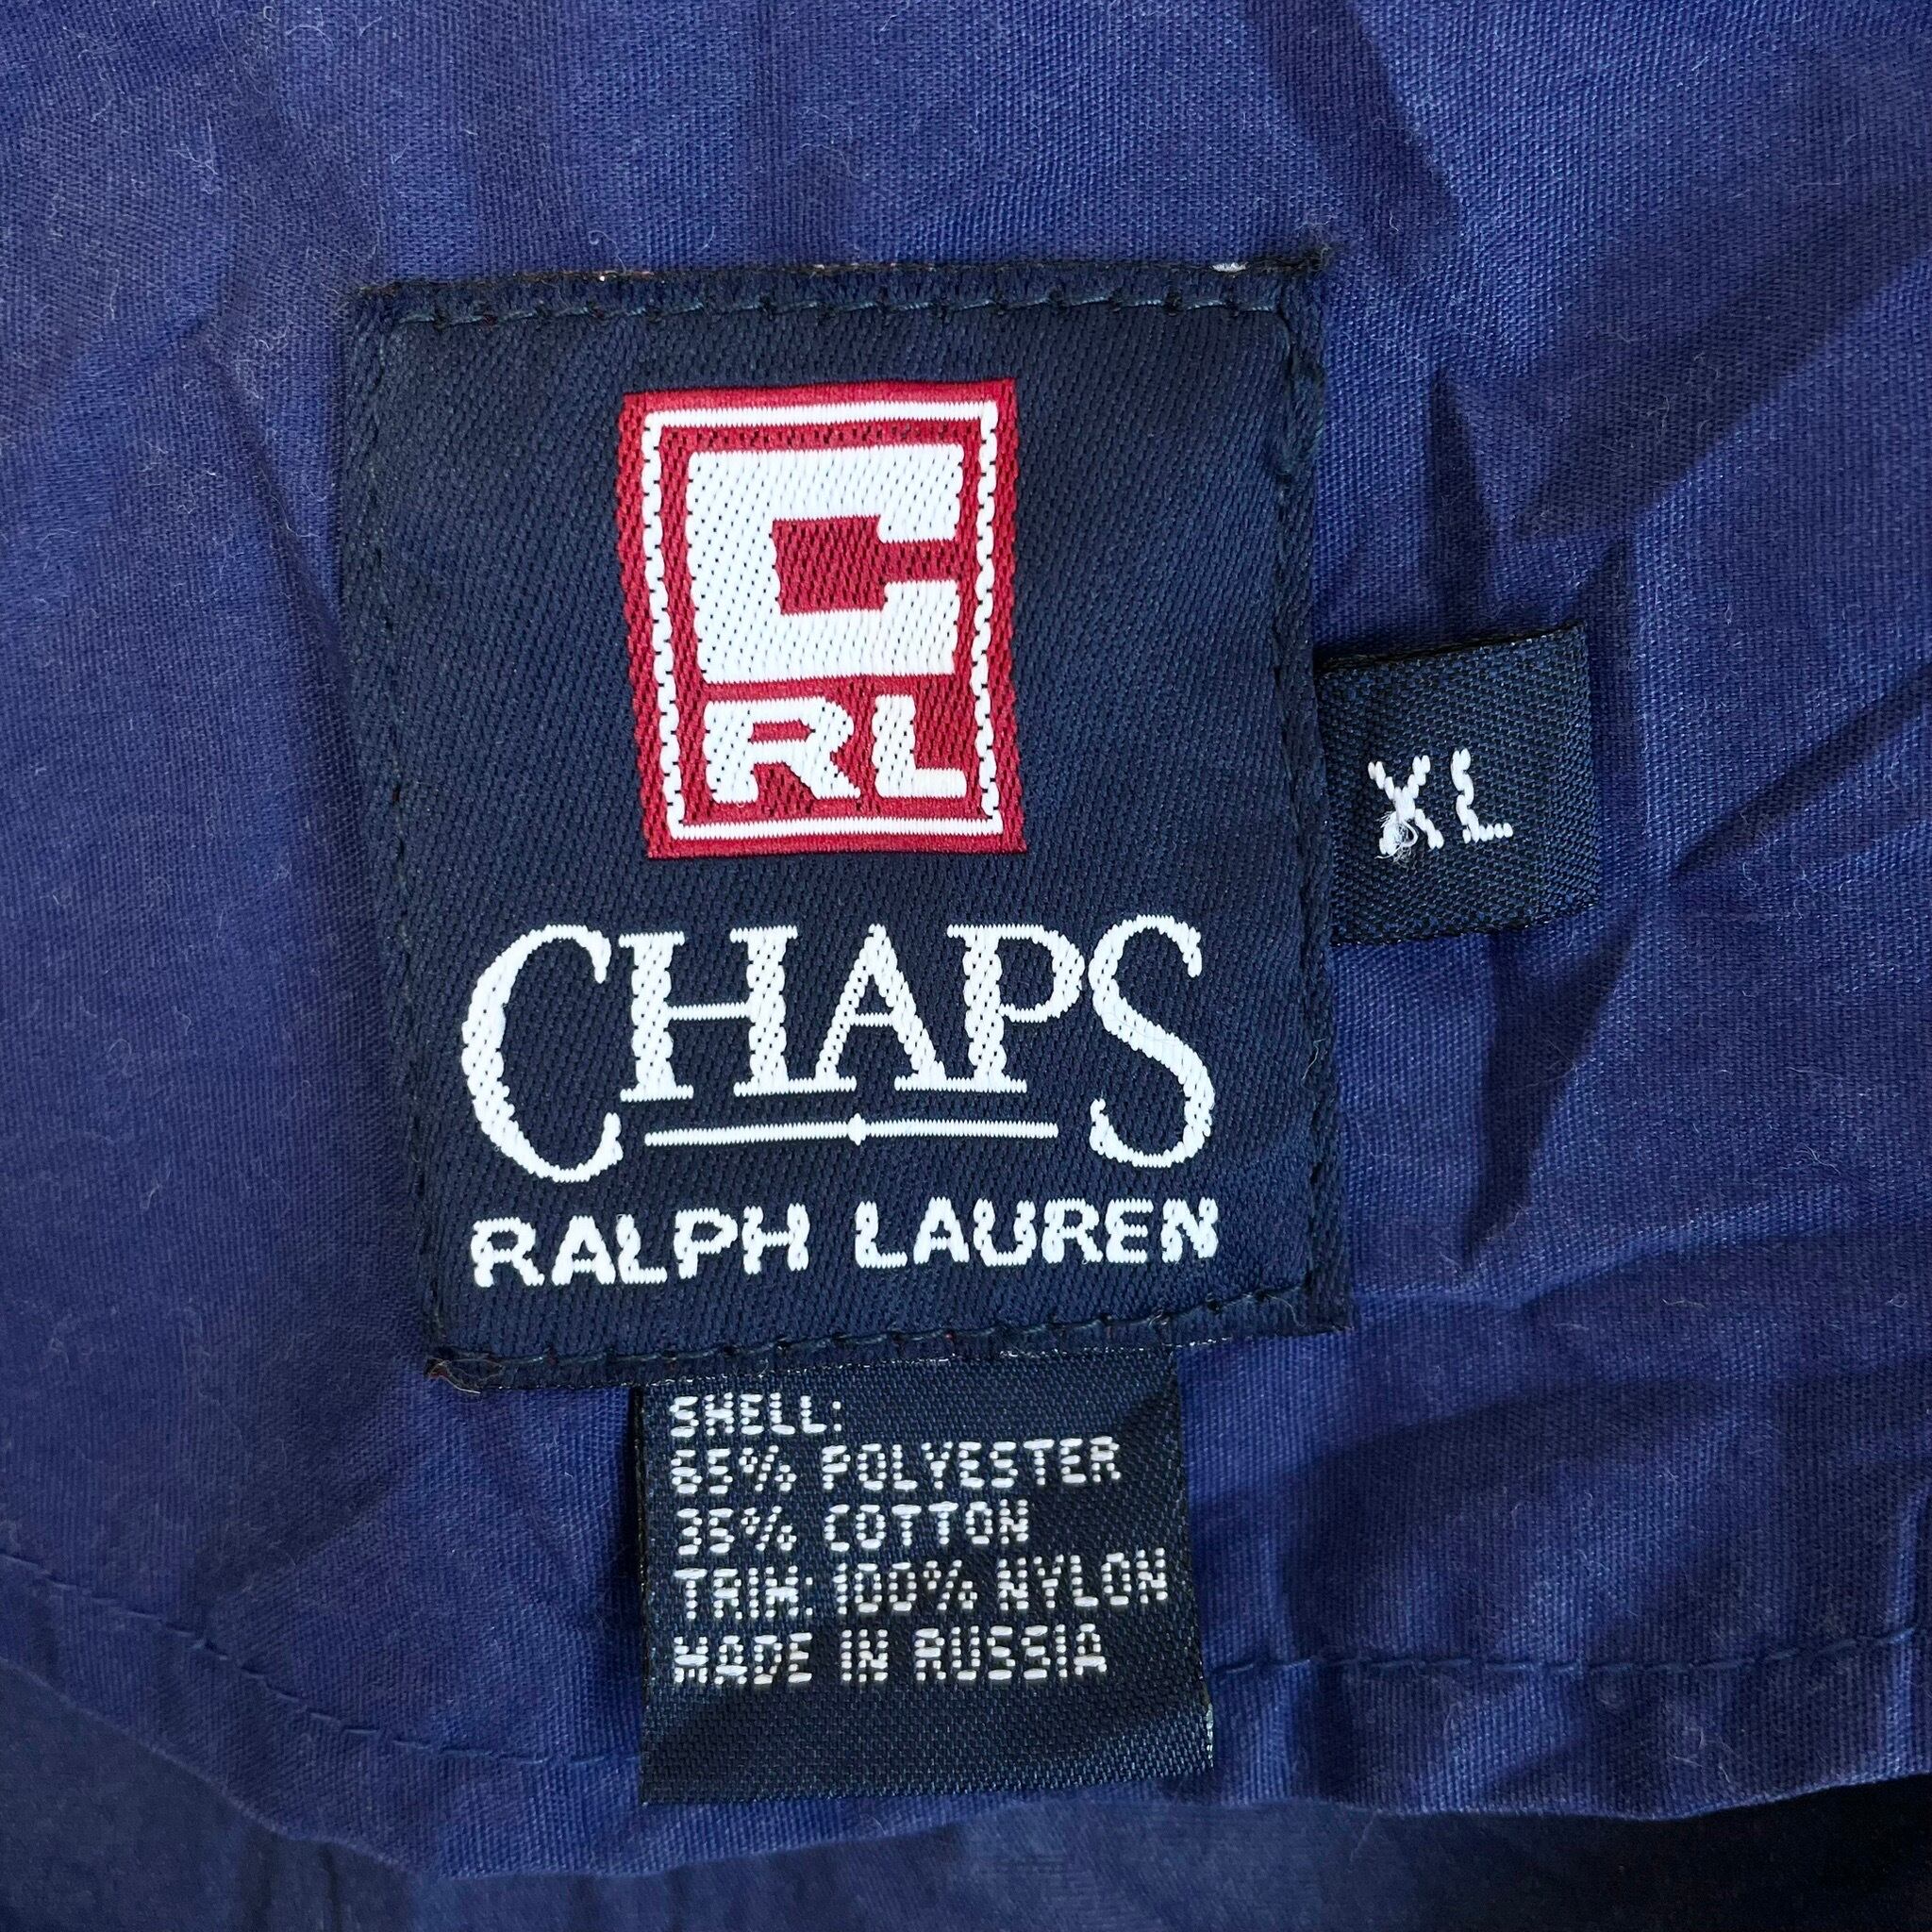 C
RL
CHAPS
RALPH LAUREN
XL
SHELL:
65% POLYESTER
35% COTTON
TRIM: 100% NYLON
MADE IN RUSSIA